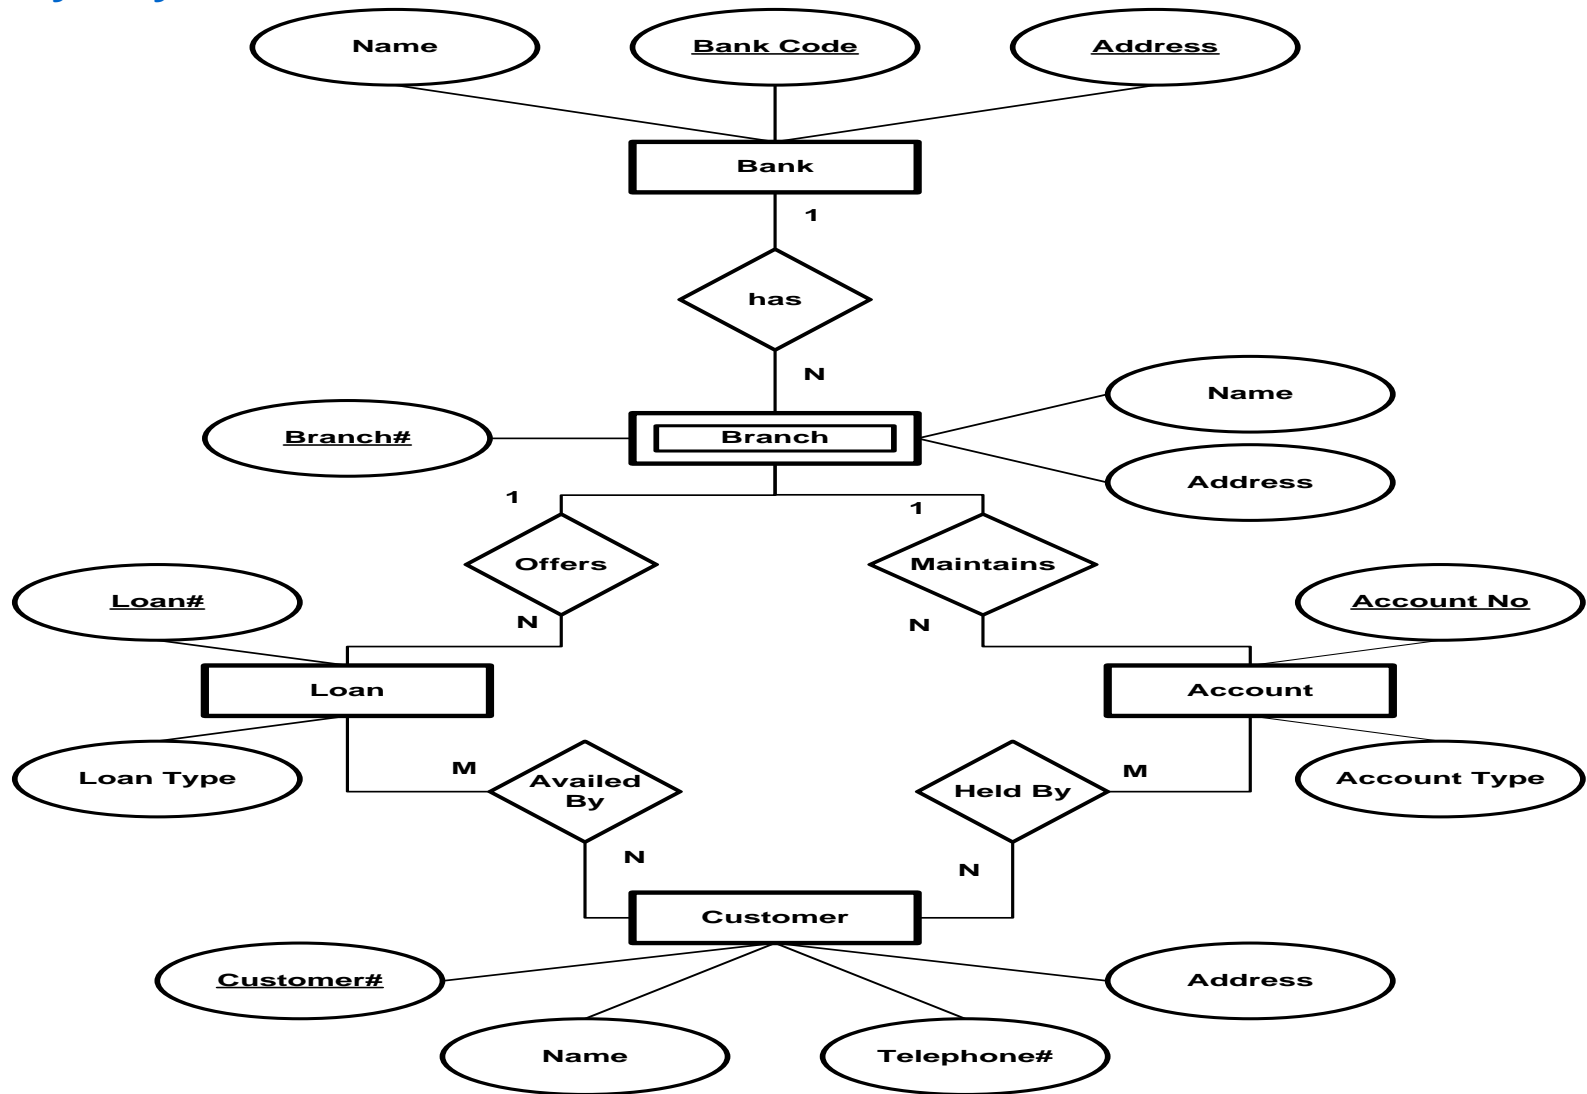 Name
Bank Code
Address
Bank
1
has
N
Name
Branch#
Branch
Address
1
1
Offers
Maintains
Loan#
Account No
N
N
Loan
Account
Loan Type
M
Availed
By
Held By
M
Account Type
N
N
Customer
Customer#
Address
Name
Telephone#